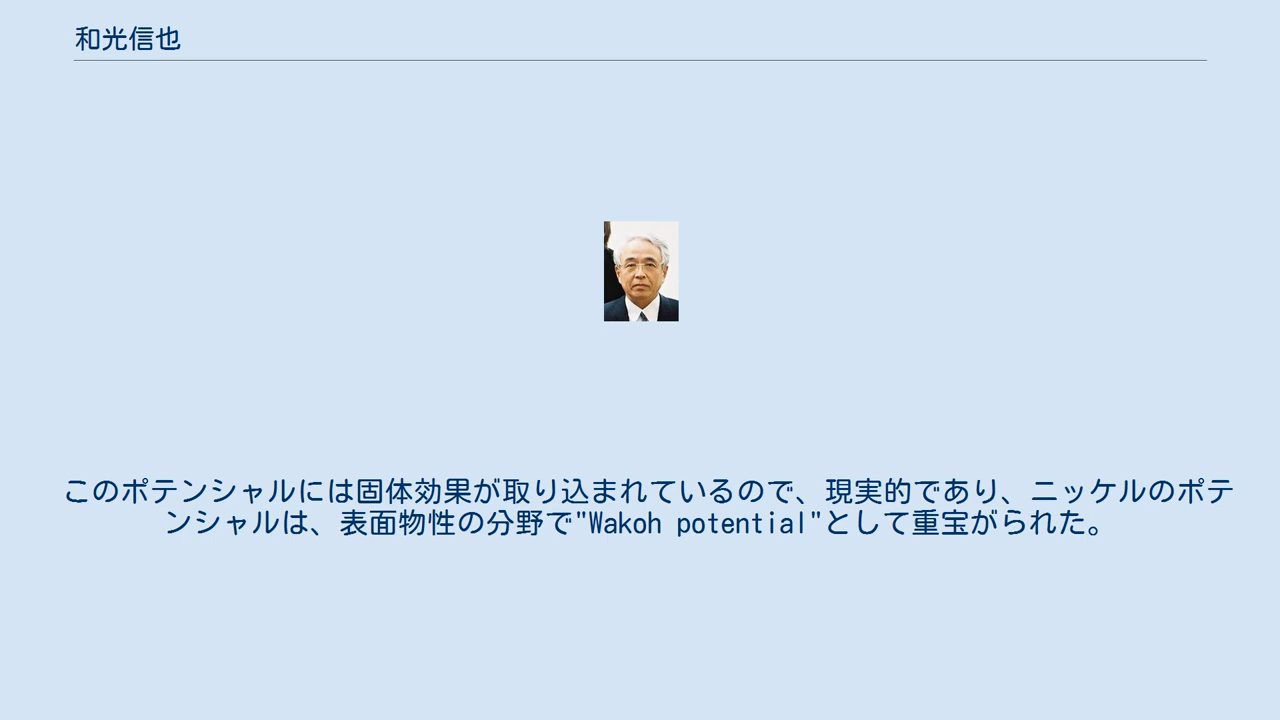 和光信也
このポテンシャルには固体効果が取り込まれているので、現実的であり、ニッケルのポテ
ンシャルは、表面物性の分野で"Wakoh potential"として重宝がられた。